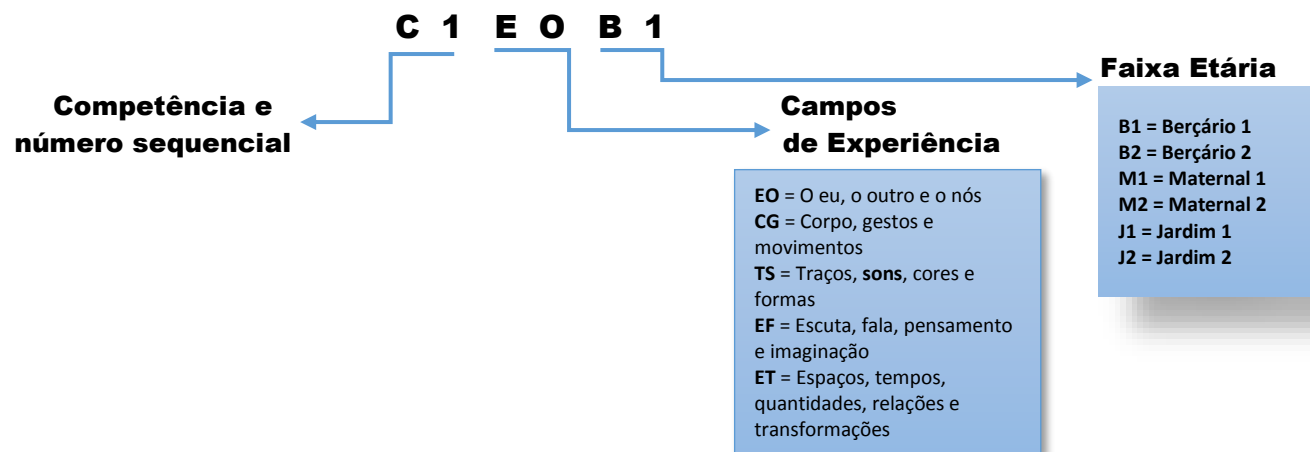 C 1 E O B 1
Competência e
número sequencial
Campos
de Experiência
EO = O eu, o outro e o nós
CG = Corpo, gestos e
movimentos
TS = Traços, sons, cores e
formas
EF = Escuta, fala, pensamento
e imaginação
ET = Espaços, tempos,
quantidades, relações e
transformações
Faixa Etária
B1 = Berçário 1
B2 = Berçário 2
M1 = Maternal 1
M2 = Maternal 2
J1 = Jardim 1
J2 = Jardim 2